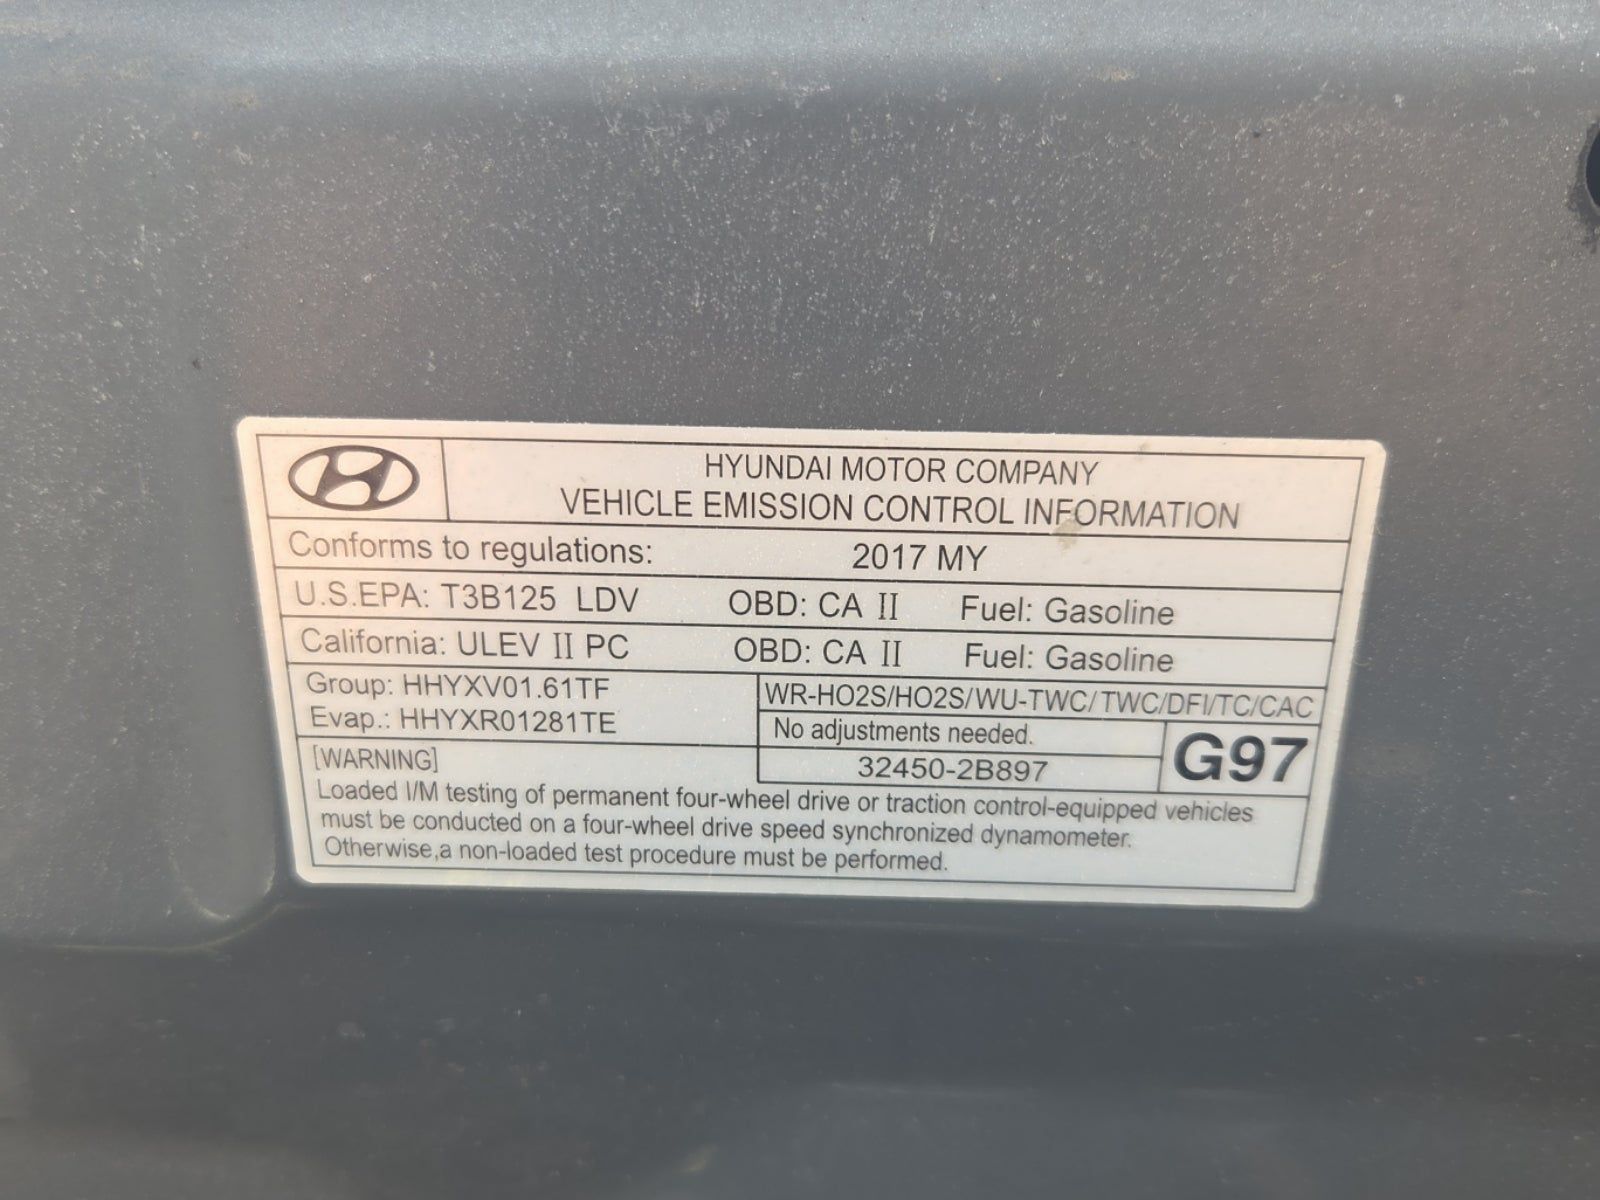 HYUNDAI MOTOR COMPANY
VEHICLE EMISSION CONTROL INFORMATION
Conforms to regulations: 2017 MY
U.S.EPA: T3B125 LDV OBD: CA II Fuel: Gasoline
California: ULEV II PC OBD: CA II Fuel: Gasoline
Group: HHYXV01.61TF
Evap.: HHYXR01281TE
WR-HO2S/HO2S/WU-TWC/TWC/DFI/TC/CAC
No adjustments needed.
32450-2B897
G97
[WARNING]
Loaded I/M testing of permanent four-wheel drive or traction control-equipped vehicles
must be conducted on a four-wheel drive speed synchronized dynamometer.
Otherwise,a non-loaded test procedure must be performed.